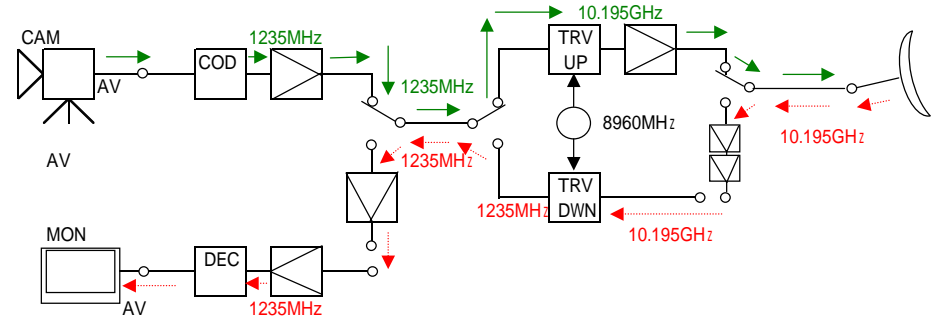 10.195GHz
CAM
1235MHz
TRV
UP
COD
AV
1235MHz
8960MHz
AV
1235MHz
10.195GHz
TRV
DWN
1235MHz
MON
10.195GHz
DEC
AV
1235MHz